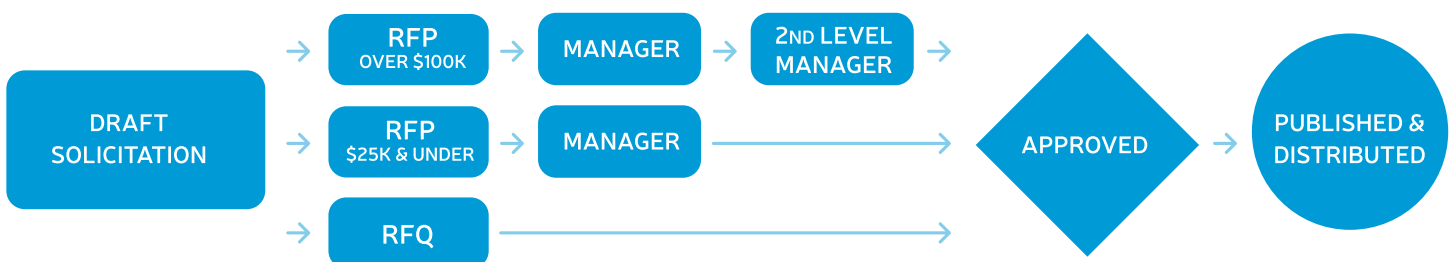 DRAFT
SOLICITATION
RFP
OVER $100K
MANAGER
2ND LEVEL
MANAGER
RFP
$25K & UNDER
MANAGER
RFQ
APPROVED
PUBLISHED &
DISTRIBUTED